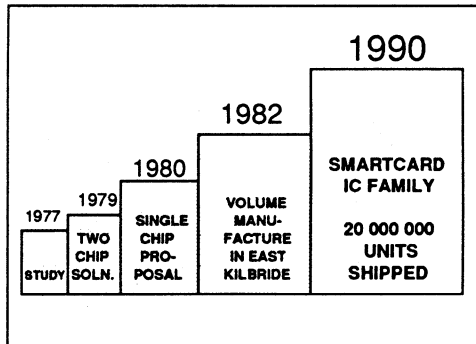 1977
STUDY
1979
TWO
CHIP
SOLN.
1980
SINGLE
CHIP
PRO-
POSAL
1982
VOLUME
MANU-
FACTURE
IN EAST
KILBRIDE
1990
SMARTCARD
IC FAMILY
20 000 000
UNITS
SHIPPED